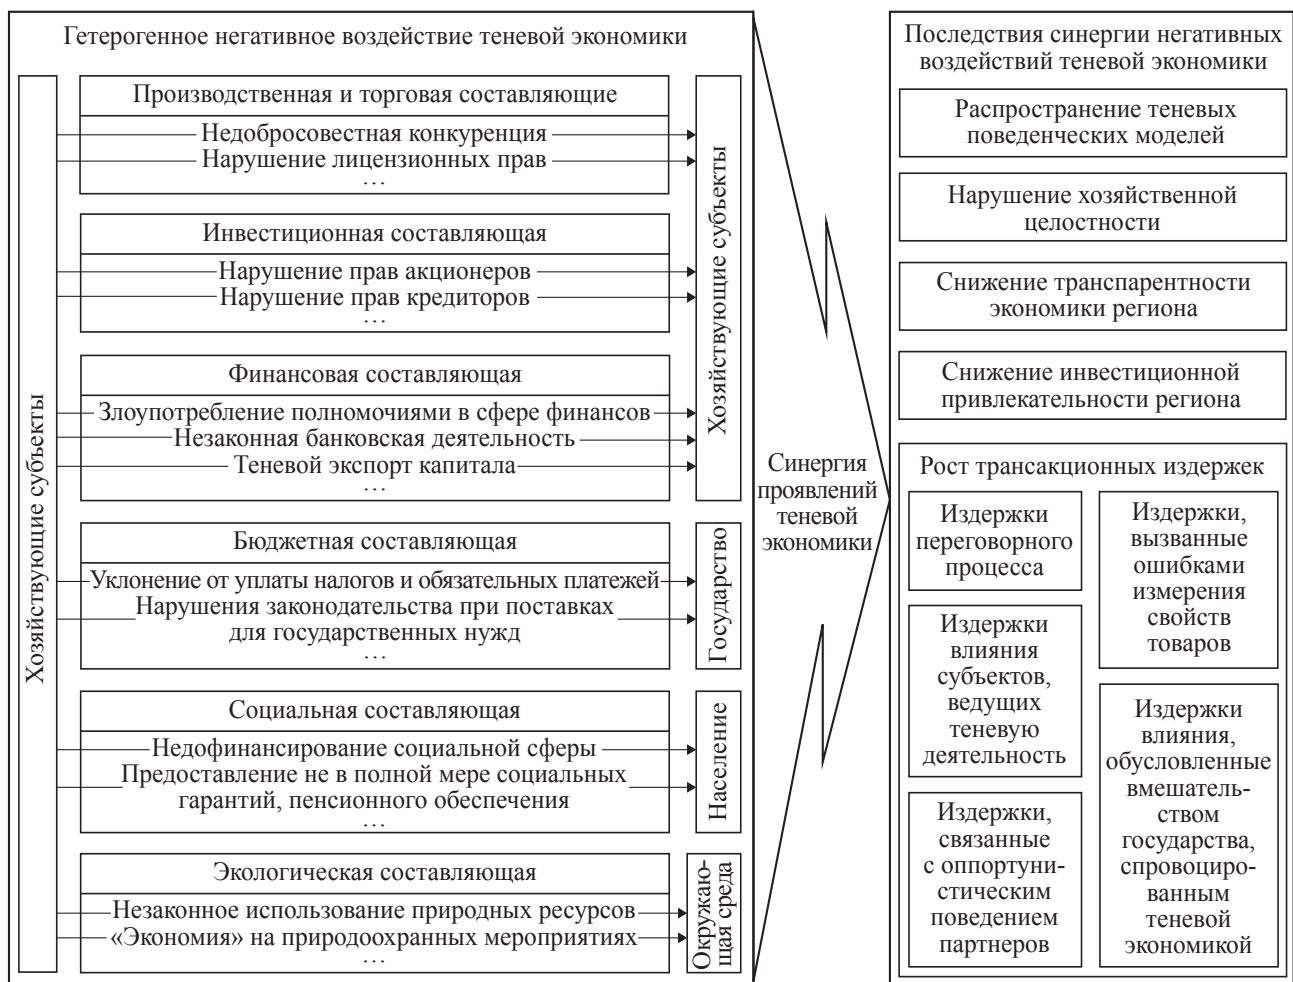 Гетерогенное негативное воздействие теневой экономики
Хозяйствующие субъекты
Производственная и торговая составляющие
Недобросовестная конкуренция
Нарушение лицензионных прав
…
Инвестиционная составляющая
Нарушение прав акционеров
Нарушение прав кредиторов
…
Финансовая составляющая
Злоупотребление полномочиями в сфере финансов
Незаконная банковская деятельность
Теневой экспорт капитала
…
Хозяйствующие субъекты
Бюджетная составляющая
Уклонение от уплаты налогов и обязательных платежей
Нарушения законодательства при поставках
для государственных нужд
…
Государство
Социальная составляющая
Недофинансирование социальной сферы
Предоставление не в полной мере социальных
гарантий, пенсионного обеспечения
…
Население
Экологическая составляющая
Незаконное использование природных ресурсов
«Экономия» на природоохранных мероприятиях
…
Окружаю-
щая среда
Синергия
проявлений
теневой
экономики
Последствия синергии негативных
воздействий теневой экономики
Распространение теневых
поведенческих моделей
Нарушение хозяйственной
целостности
Снижение транспарентности
экономики региона
Снижение инвестиционной
привлекательности региона
Рост трансакционных издержек
Издержки
переговорного
процесса
Издержки
влияния
субъектов,
ведущих
теневую
деятельность
Издержки,
связанные
с оппортуни-
стическим
поведением
партнеров
Издержки,
вызванные
ошибками
измерения
свойств
товаров
Издержки
влияния,
обусловленные
вмешатель-
ством
государства,
спровоциро-
ванным
теневой
экономикой